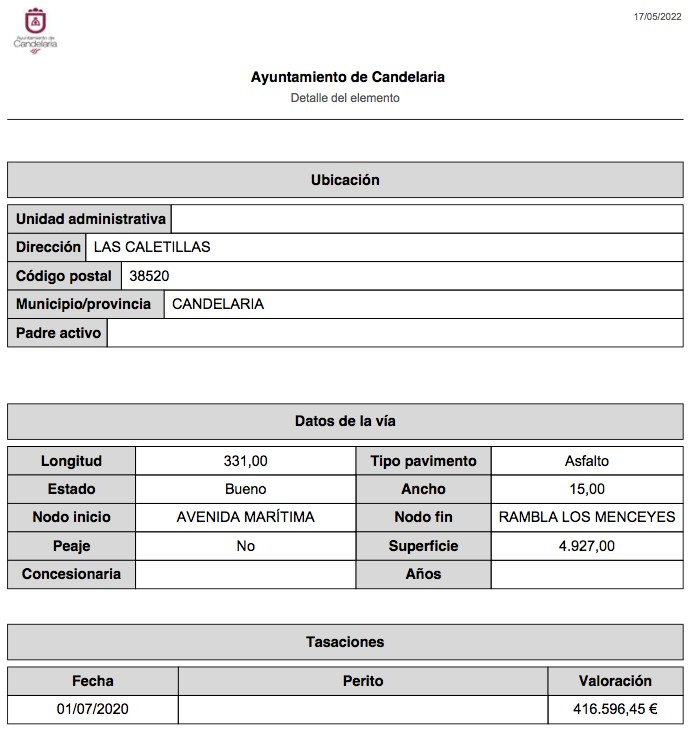 17/05/2022
Ayuntamiento de
Candelaria
Ayuntamiento de Candelaria
Detalle del elemento
Ubicación
Unidad administrativa
Dirección LAS CALETILLAS
Código postal 38520
Municipio/provincia CANDELARIA
Padre activo
Datos de la vía
Longitud 331,00 Tipo pavimento Asfalto
Estado Bueno Ancho 15,00
Nodo inicio AVENIDA MARÍTIMA Nodo fin RAMBLA LOS MENCEYES
Peaje No Superficie 4.927,00
Concesionaria Años
Tasaciones
Fecha Perito Valoración
01/07/2020 416.596,45 €